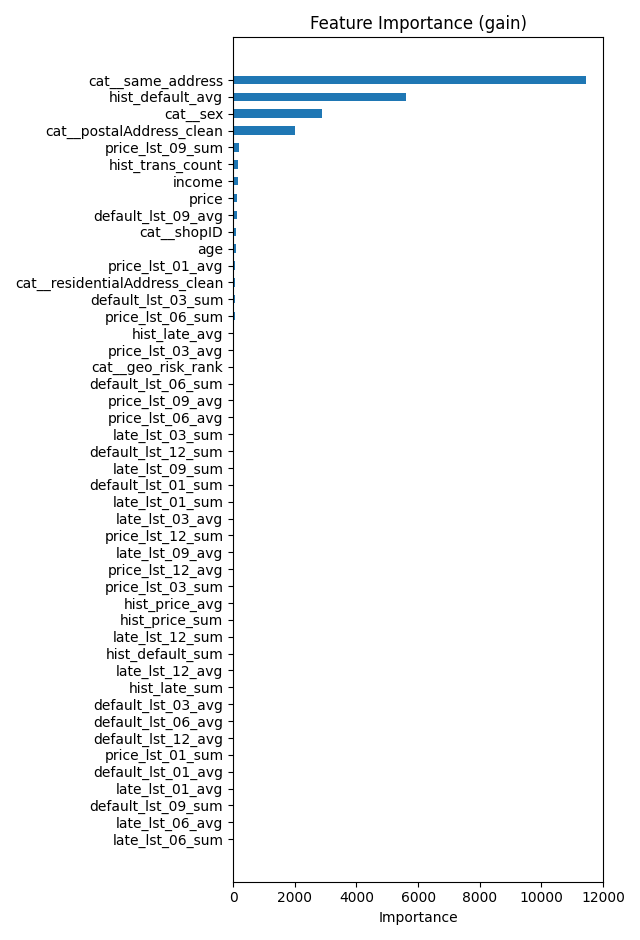 Feature Importance (gain)
cat__same_address
hist_default_avg
cat__sex
cat__postalAddress_clean
price_lst_09_sum
hist_trans_count
income
price
default_lst_09_avg
cat__shopID
age
price_lst_01_avg
cat__residentialAddress_clean
default_lst_03_sum
price_lst_06_sum
hist_late_avg
price_lst_03_avg
cat__geo_risk_rank
default_lst_06_sum
price_lst_09_avg
price_lst_06_avg
late_lst_03_sum
default_lst_12_sum
late_lst_09_sum
default_lst_01_sum
late_lst_01_sum
late_lst_03_avg
price_lst_12_sum
late_lst_09_avg
price_lst_12_avg
price_lst_03_sum
hist_price_avg
hist_price_sum
late_lst_12_sum
hist_default_sum
late_lst_12_avg
hist_late_sum
default_lst_03_avg
default_lst_06_avg
default_lst_12_avg
price_lst_01_sum
default_lst_01_avg
late_lst_01_avg
default_lst_09_sum
late_lst_06_avg
late_lst_06_sum
0 2000 4000 6000 8000 10000 12000
Importance